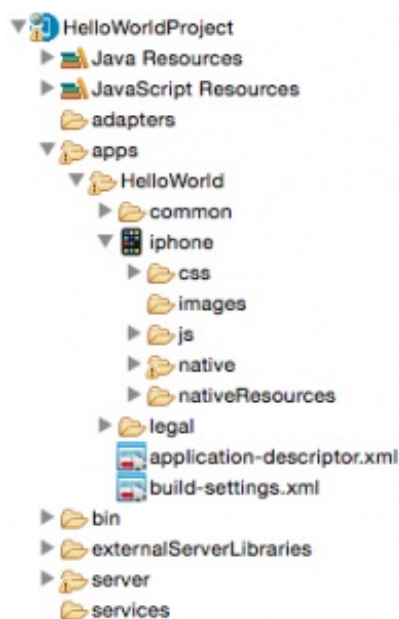 HelloWorldProject
Java Resources
JavaScript Resources
adapters
apps
HelloWorld
common
iphone
css
images
js
native
nativeResources
legal
application-descriptor.xml
build-settings.xml
bin
externalServerLibraries
server
services